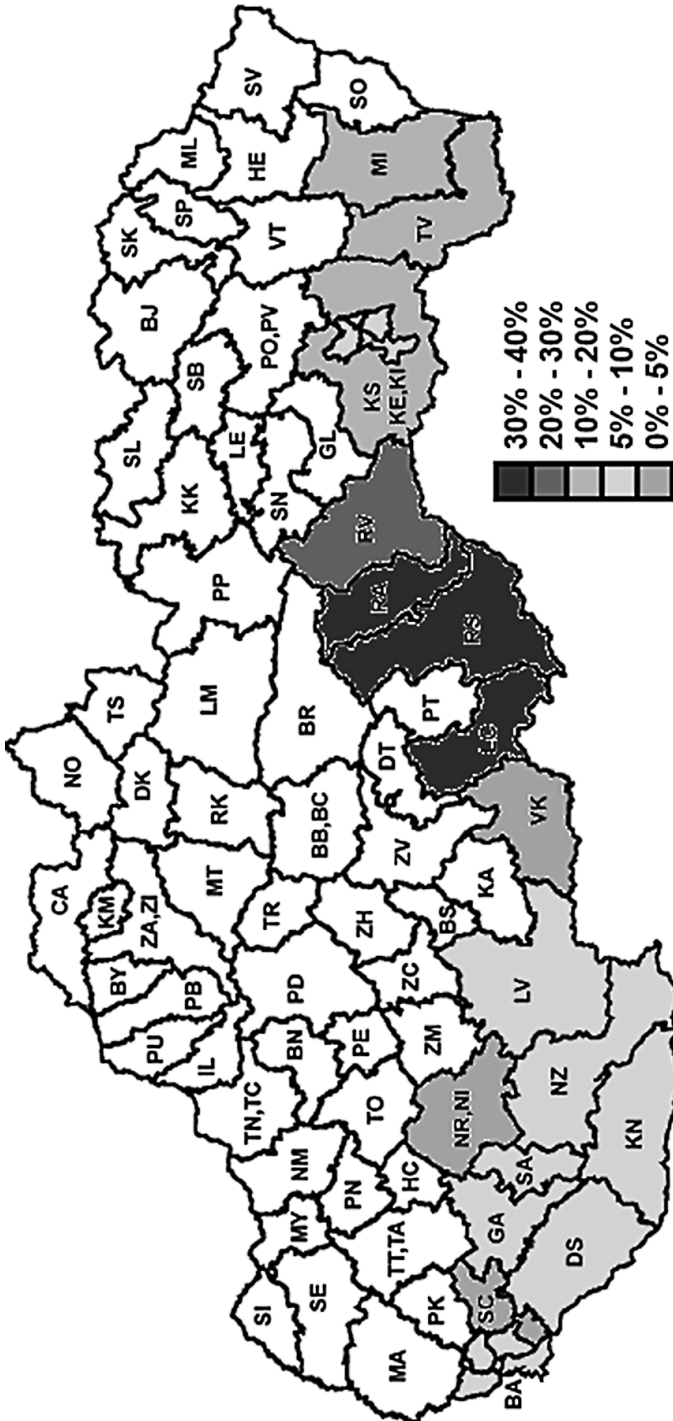 SV
SO
ML
HE
MI
SP
SK
VT
TV
BJ
PO,PV
SB
KS
KE,KI
SL
LE
GL
KK
SN
RV
PP
RA
RS
TS
LM
BR
PT
LC
NO
DK
RK
DT
BB,BC
ZV
VK
CA
KM
ZA,ZI
MT
TR
ZH
BS
KA
BY
PB
PD
ZC
LV
PU
IL
BN
PE
ZM
NZ
TN,TC
TO
NR,NI
KN
NM
PN
HC
SA
MY
TT,TA
GA
DS
SI
SE
PK
SC
MA
BA
30% - 40%
20% - 30%
10% - 20%
5% - 10%
0% - 5%